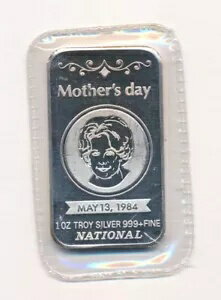 Mother's day
MAY 13, 1984
1 OZ TROY SILVER 999+FINE
NATIONAL